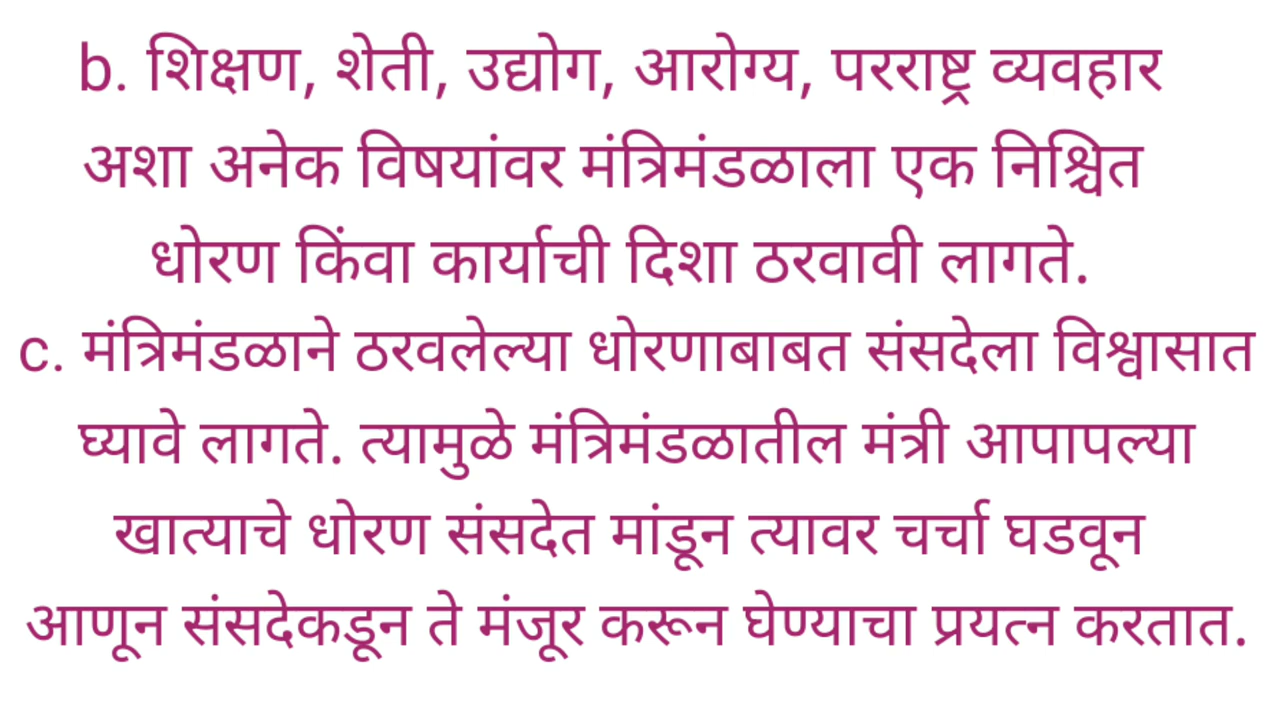 b. शिक्षण, शेती, उद्योग, आरोग्य, परराष्ट्र व्यवहार
अशा अनेक विषयांवर मंत्रिमंडळाला एक निश्चित
धोरण किंवा कार्याची दिशा ठरवावी लागते.
c. मंत्रिमंडळाने ठरवलेल्या धोरणाबाबत संसदेला विश्वासात
घ्यावे लागते. त्यामुळे मंत्रिमंडळातील मंत्री आपापल्या
खात्याचे धोरण संसदेत मांडून त्यावर चर्चा घडवून
आणून संसदेकडून ते मंजूर करून घेण्याचा प्रयत्न करतात.